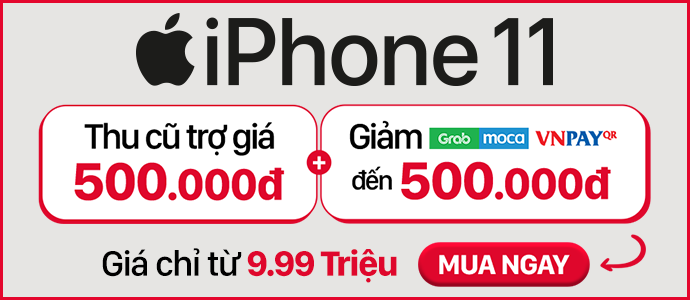 iPhone 11
Thu cũ trợ giá
500.000đ
+
Giảm Grab moca VNPAYQR
đến 500.000đ
Giá chỉ từ 9.99 Triệu
MUA NGAY